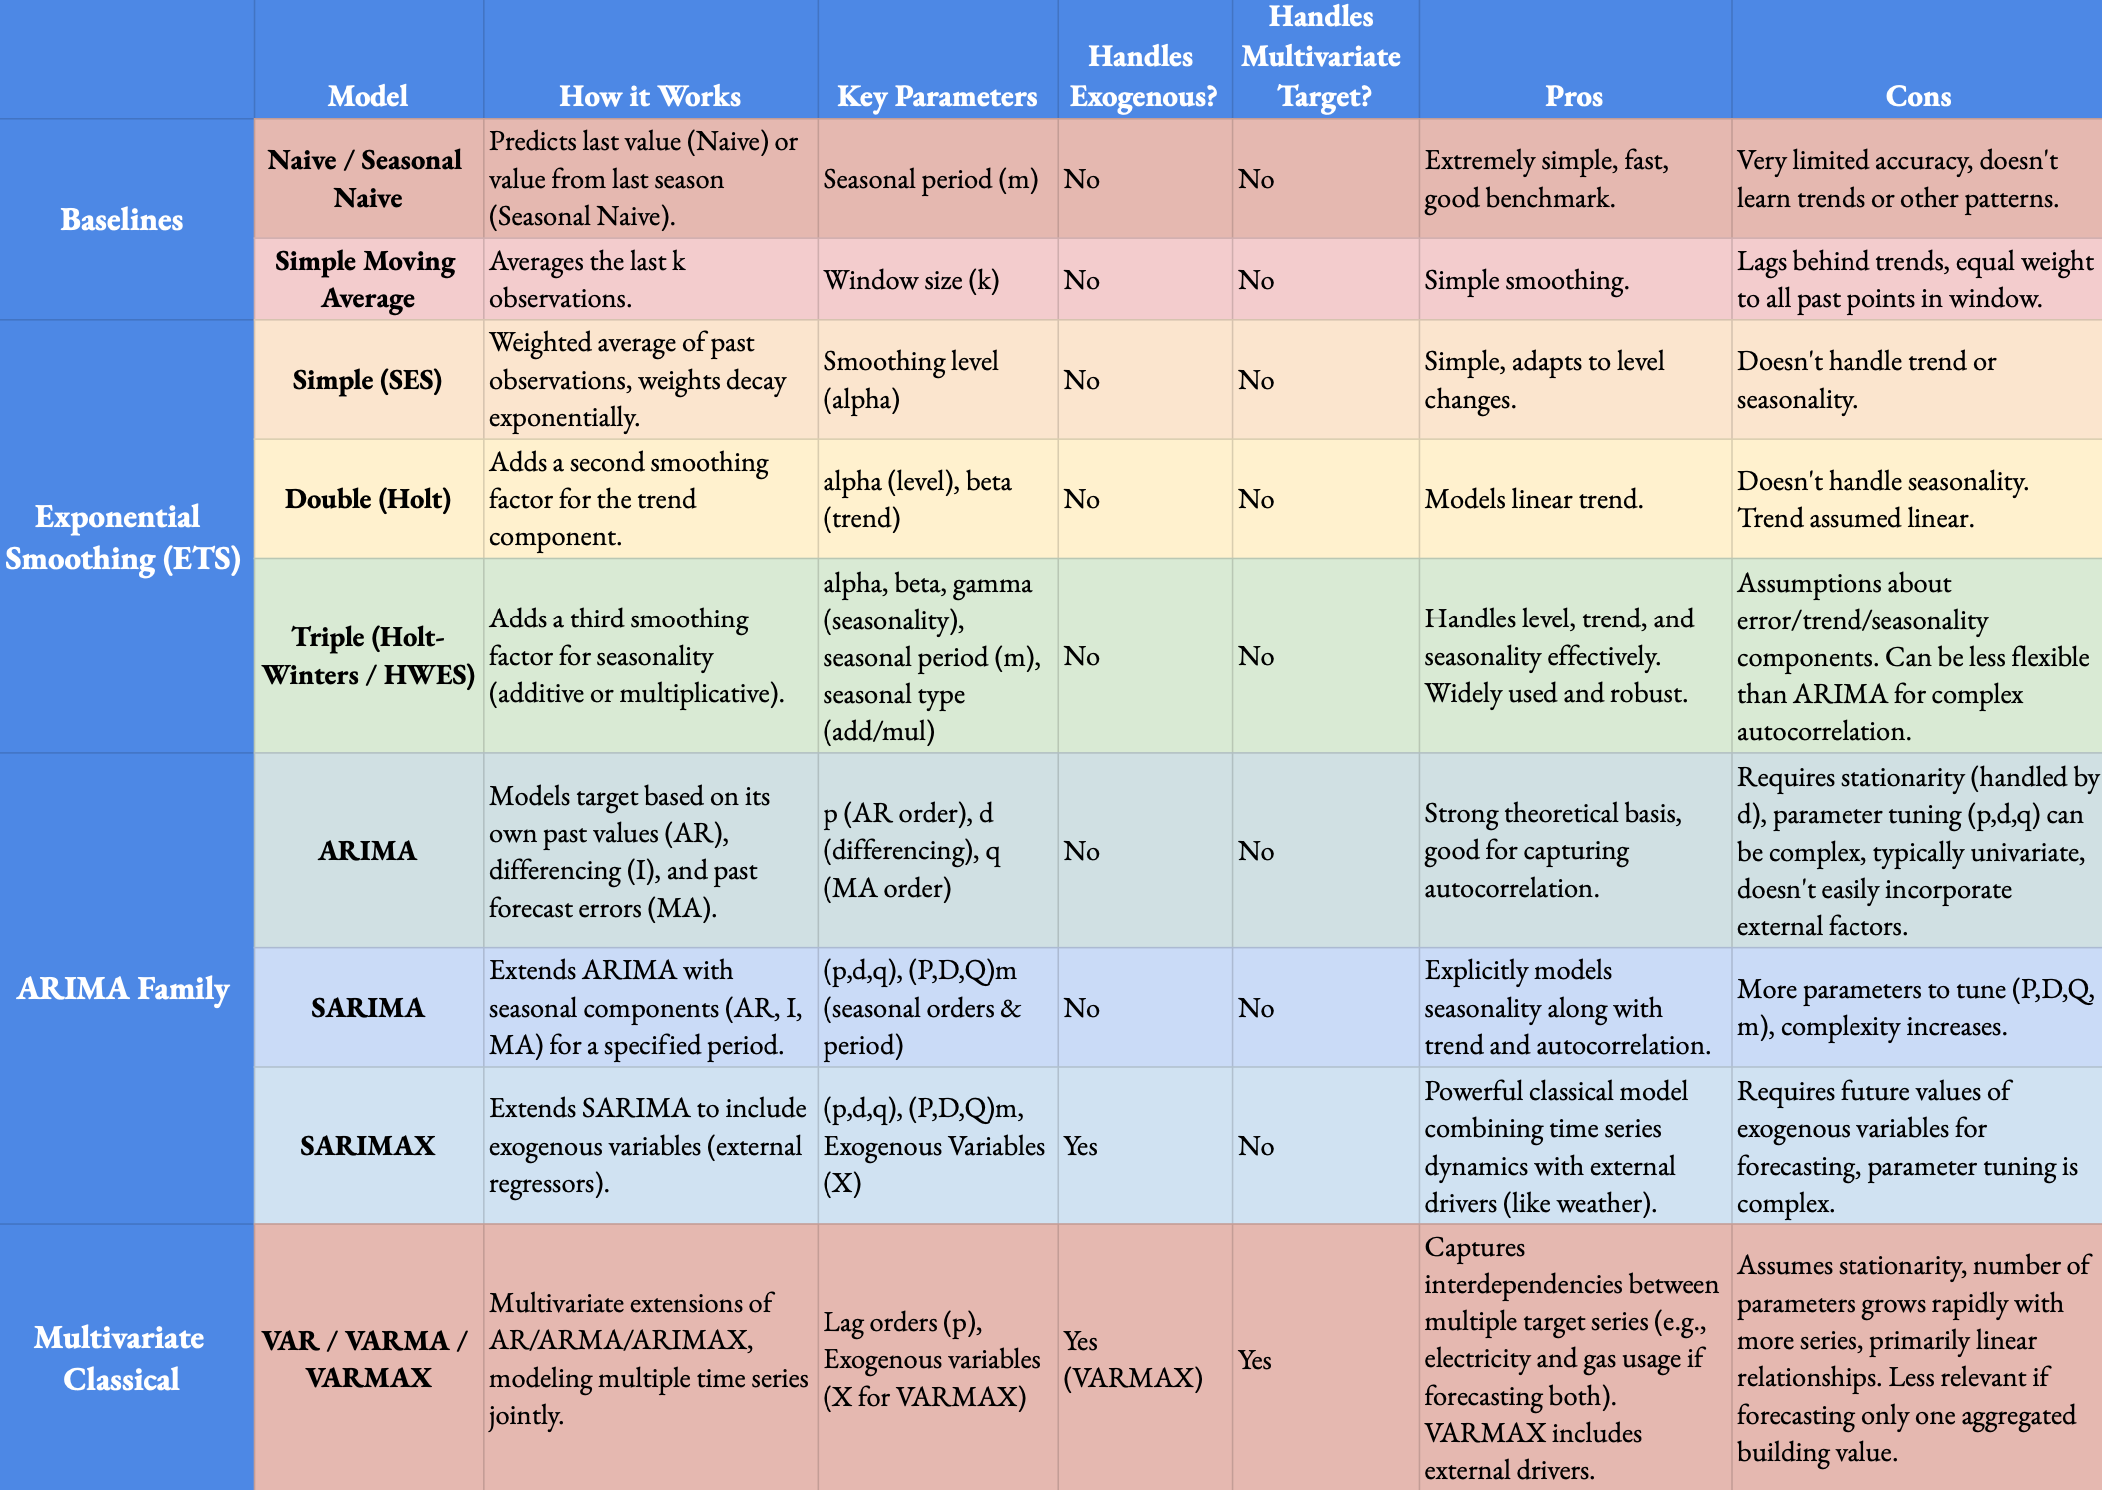 Model
How it Works
Key Parameters
Handles
Exogenous?
Handles
Multivariate
Target?
Pros
Cons
Baselines
Naive / Seasonal
Naive
Predicts last value (Naive) or
value from last season
(Seasonal Naive).
Seasonal period (m)
No
No
Extremely simple, fast,
good benchmark.
Very limited accuracy, doesn't
learn trends or other patterns.
Simple Moving
Average
Averages the last k
observations.
Window size (k)
No
No
Simple smoothing.
Lags behind trends, equal weight
to all past points in window.
Exponential
Smoothing (ETS)
Simple (SES)
Weighted average of past
observations, weights decay
exponentially.
Smoothing level
(alpha)
No
No
Simple, adapts to level
changes.
Doesn't handle trend or
seasonality.
Double (Holt)
Adds a second smoothing
factor for the trend
component.
alpha (level), beta
(trend)
No
No
Models linear trend.
Doesn't handle seasonality.
Trend assumed linear.
Triple (Holt-
Winters / HWES)
Adds a third smoothing
factor for seasonality
(additive or multiplicative).
alpha, beta, gamma
(seasonality),
seasonal period (m),
seasonal type
(add/mul)
No
No
Handles level, trend, and
seasonality effectively.
Widely used and robust.
Assumptions about
error/trend/seasonality
components. Can be less flexible
than ARIMA for complex
autocorrelation.
ARIMA Family
ARIMA
Models target based on its
own past values (AR),
differencing (I), and past
forecast errors (MA).
p (AR order), d
(differencing), q
(MA order)
No
No
Strong theoretical basis,
good for capturing
autocorrelation.
Requires stationarity (handled by
d), parameter tuning (p,d,q) can
be complex, typically univariate,
doesn't easily incorporate
external factors.
SARIMA
Extends ARIMA with
seasonal components (AR, I,
MA) for a specified period.
(p,d,q), (P,D,Q)m
(seasonal orders &
period)
No
No
Explicitly models
seasonality along with
trend and autocorrelation.
More parameters to tune (P,D,Q,
m), complexity increases.
SARIMAX
Extends SARIMA to include
exogenous variables (external
regressors).
(p,d,q), (P,D,Q)m,
Exogenous Variables
(X)
Yes
No
Powerful classical model
combining time series
dynamics with external
drivers (like weather).
Requires future values of
exogenous variables for
forecasting, parameter tuning is
complex.
Multivariate
Classical
VAR / VARMA /
VARMAX
Multivariate extensions of
AR/ARMA/ARIMAX,
modeling multiple time series
jointly.
Lag orders (p),
Exogenous variables
(X for VARMAX)
Yes
(VARMAX)
Yes
Captures
interdependencies between
multiple target series (e.g.,
electricity and gas usage if
forecasting both).
VARMAX includes
external drivers.
Assumes stationarity, number of
parameters grows rapidly with
more series, primarily linear
relationships. Less relevant if
forecasting only one aggregated
building value.